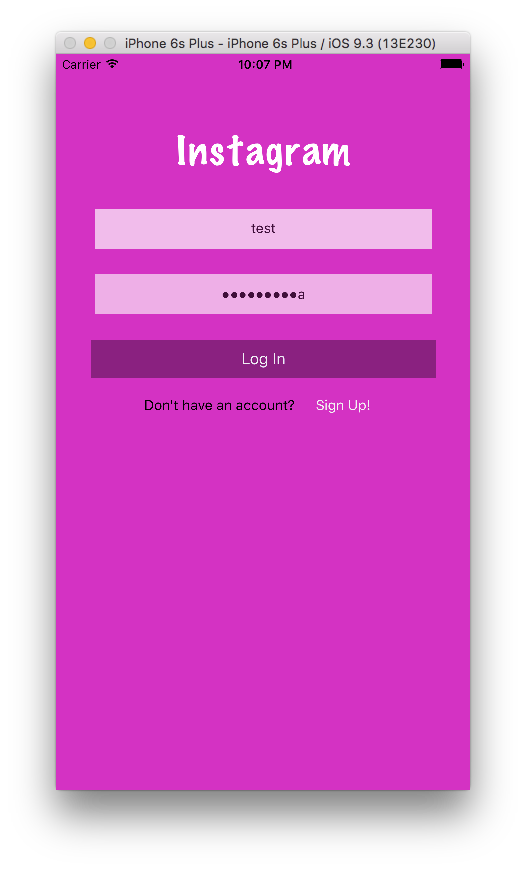 iPhone 6s Plus - iPhone 6s Plus / iOS 9.3 (13E230)
Carrier 10:07 PM
Instagram
test
●●●●●●●●●a
Log In
Don't have an account? Sign Up!